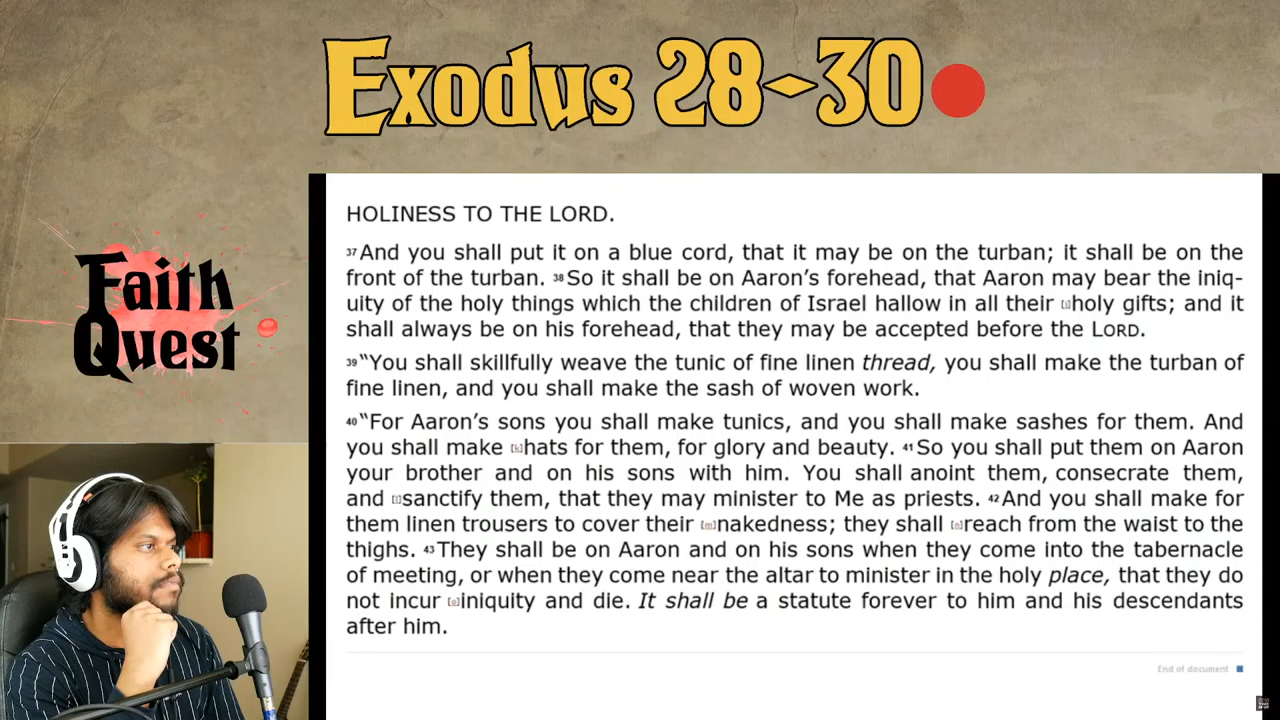 Exodus 28-30
Faith
Quest
HOLINESS TO THE LORD.
37And you shall put it on a blue cord, that it may be on the turban; it shall be on the
front of the turban. 38So it shall be on Aaron's forehead, that Aaron may bear the iniq-
uity of the holy things which the children of Israel hallow in all their [j]holy gifts; and it
shall always be on his forehead, that they may be accepted before the LORD.
39"You shall skillfully weave the tunic of fine linen thread, you shall make the turban of
fine linen, and you shall make the sash of woven work.
40"For Aaron's sons you shall make tunics, and you shall make sashes for them. And
you shall make [k]hats for them, for glory and beauty. 41So you shall put them on Aaron
your brother and on his sons with him. You shall anoint them, consecrate them,
and [l]sanctify them, that they may minister to Me as priests. 42And you shall make for
them linen trousers to cover their [m]nakedness; they shall [n]reach from the waist to the
thighs. 43They shall be on Aaron and on his sons when they come into the tabernacle
of meeting, or when they come near the altar to minister in the holy place, that they do
not incur [o]iniquity and die. It shall be a statute forever to him and his descendants
after him.
End of document